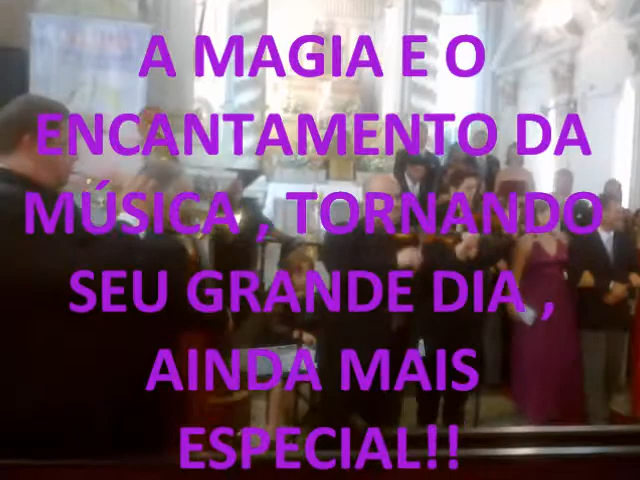 A MAGIA E O
ENCANTAMENTO DA
MÚSICA , TORNANDO
SEU GRANDE DIA ,
AINDA MAIS
ESPECIAL!!